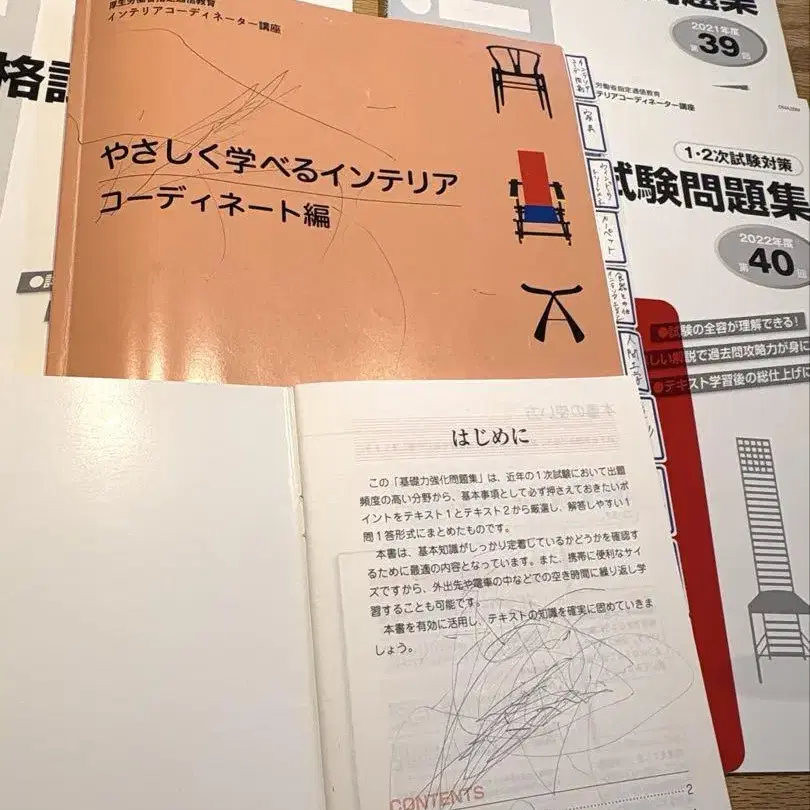 厚生労働省指定通信教育
インテリアコーディネーター講座
やさしく学べるインテリア
コーディネート編
格
問題集
2021年度
第39回
労働省指定通信教育
テリアコーディネーター講座
1・2次試験対策
試験問題集
2022年度
第40回
●試験の全容が理解できる!
しい解説で過去問攻略力が身に
●テキスト学習後の総仕上げに
家具
カーペット
人間工学
はじめに
この「基礎力強化問題集」は、近年の1次試験において出題
頻度の高い分野から、基本事項として必ず押さえておきたいポ
イントをテキスト1とテキスト2から厳選し、解答しやすい1
問1答形式にまとめたものです。
本書は、基本知識がしっかり定着しているかどうかを確認す
るために最適の内容となっています。また、携帯に便利なサイ
ズですから、外出先や電車の中などでの空き時間に繰り返し学
習することも可能です。
本書を有効に活用し、テキストの知識を確実に固めていきま
しょう。
CONTENTS
2